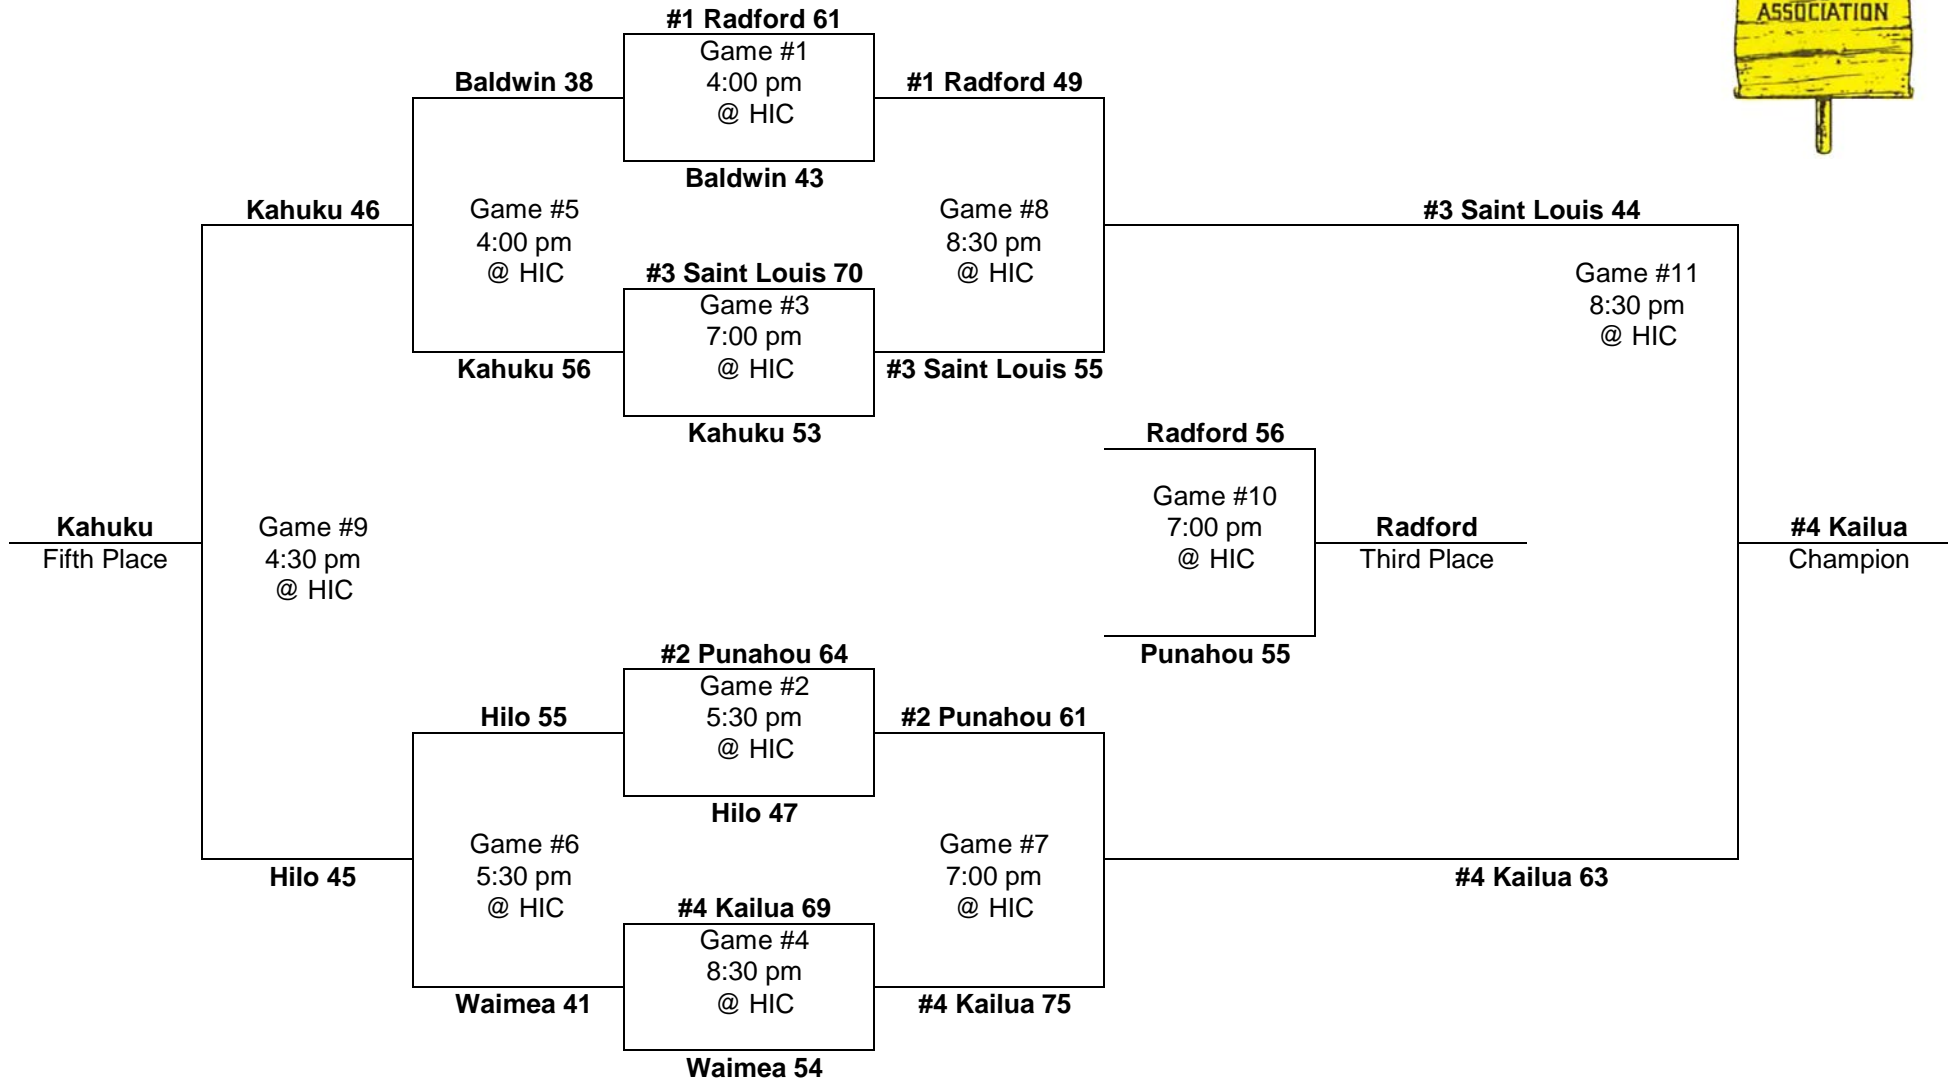 ASSOCIATION
#1 Radford 61
Game #1
4:00 pm
@ HIC
Baldwin 38
#1 Radford 49
Baldwin 43
Kahuku 46
Game #5
4:00 pm
@ HIC
Game #8
8:30 pm
@ HIC
#3 Saint Louis 44
#3 Saint Louis 70
Game #3
7:00 pm
@ HIC
Game #11
8:30 pm
@ HIC
Kahuku 56
#3 Saint Louis 55
Kahuku 53
Radford 56
Game #10
7:00 pm
@ HIC
Kahuku
Fifth Place
Game #9
4:30 pm
@ HIC
Radford
Third Place
#4 Kailua
Champion
Punahou 55
#2 Punahou 64
Game #2
5:30 pm
@ HIC
Hilo 55
#2 Punahou 61
Hilo 47
Game #6
5:30 pm
@ HIC
Game #7
7:00 pm
@ HIC
Hilo 45
#4 Kailua 63
#4 Kailua 69
Game #4
8:30 pm
@ HIC
Waimea 41
#4 Kailua 75
Waimea 54